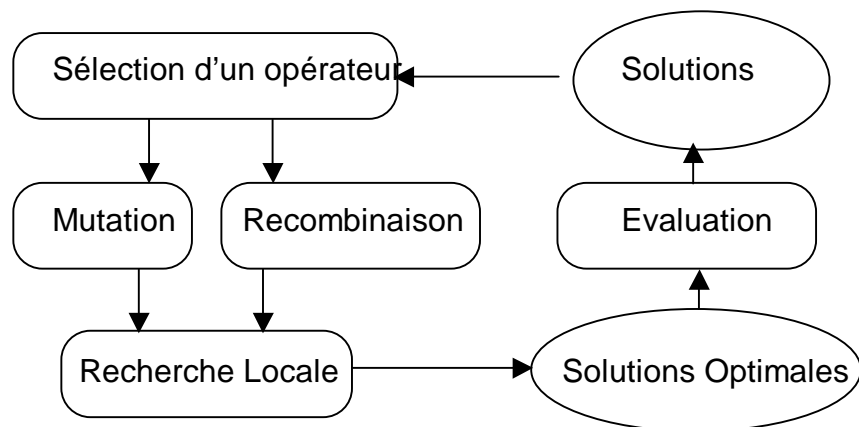 Sélection d'un opérateur
Solutions
Mutation
Recombinaison
Evaluation
Recherche Locale
Solutions Optimales